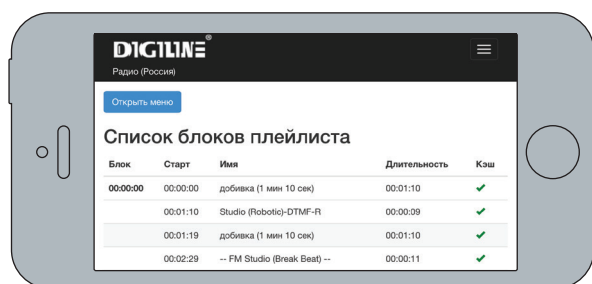 DIGILINE®
Радио (Россия)
Открыть меню
Список блоков плейлиста
Блок Старт Имя Длительность Кэш
00:00:00 00:00:00 добивка (1 мин 10 сек) 00:01:10
00:01:10 Studio (Robotic)-DTMF-R 00:00:09
00:01:19 добивка (1 мин 10 сек) 00:01:10
00:02:29 -- FM Studio (Break Beat) -- 00:00:11